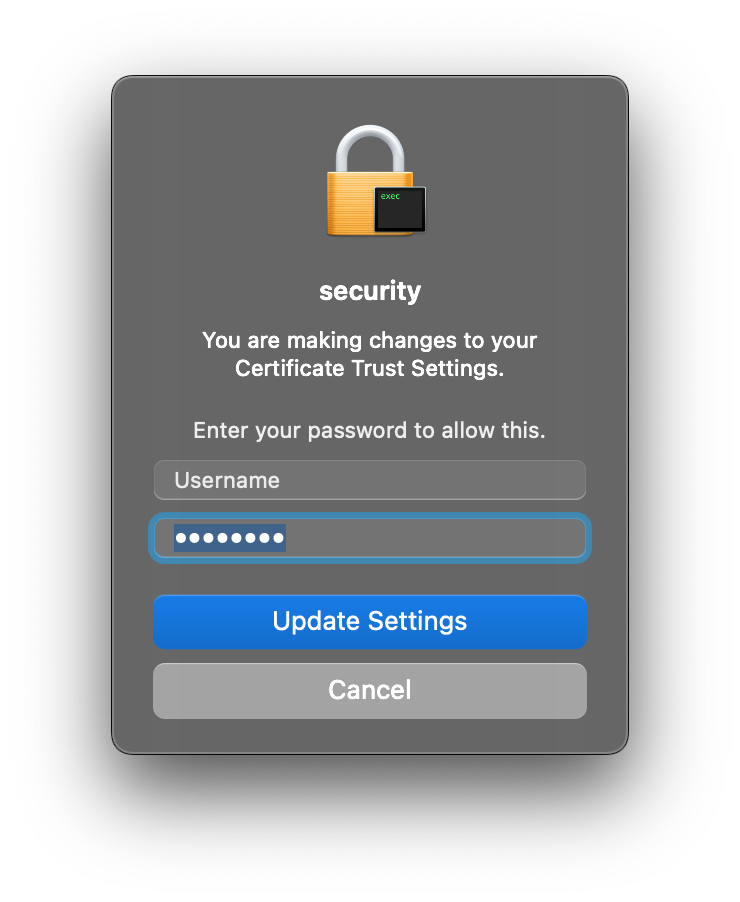 exec
security
You are making changes to your
Certificate Trust Settings.
Enter your password to allow this.
Username
••••••••
Update Settings
Cancel